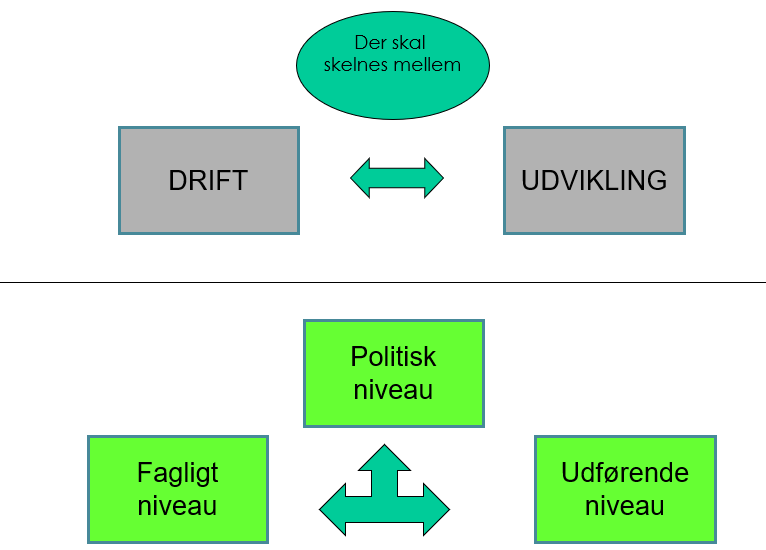 Der skal
skelnes mellem
DRIFT
UDVIKLING
Politisk
niveau
Fagligt
niveau
Udførende
niveau